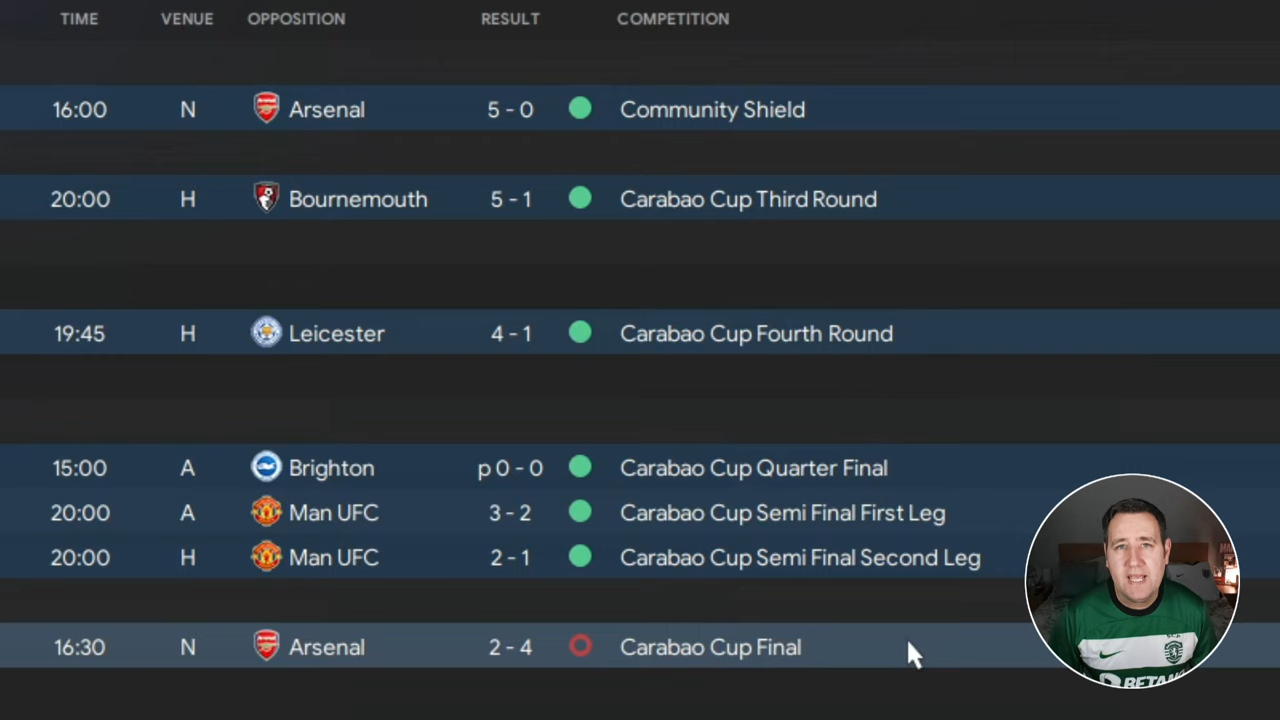 TIME VENUE OPPOSITION RESULT COMPETITION
16:00 N Arsenal 5 - 0 Community Shield
20:00 H Bournemouth 5 - 1 Carabao Cup Third Round
19:45 H Leicester 4 - 1 Carabao Cup Fourth Round
15:00 A Brighton p 0 - 0 Carabao Cup Quarter Final
20:00 A Man UFC 3 - 2 Carabao Cup Semi Final First Leg
20:00 H Man UFC 2 - 1 Carabao Cup Semi Final Second Leg
16:30 N Arsenal 2 - 4 Carabao Cup Final